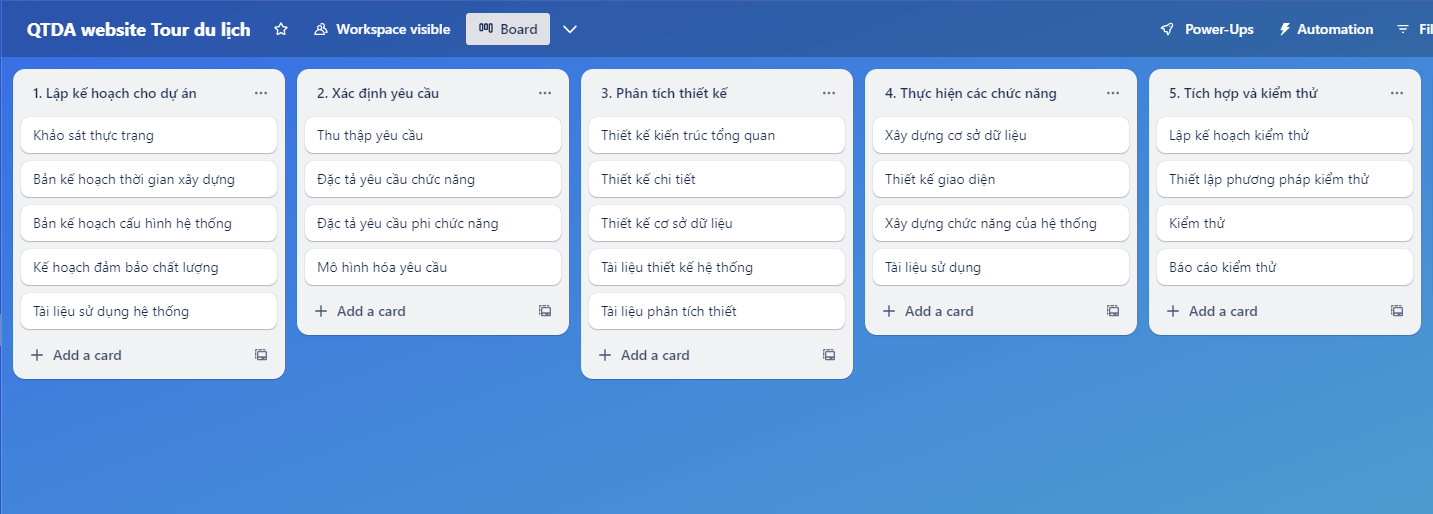 QTDA website Tour du lịch
Workspace visible
Board
Power-Ups
Automation
1. Lập kế hoạch cho dự án
Khảo sát thực trạng
Bản kế hoạch thời gian xây dựng
Bản kế hoạch cấu hình hệ thống
Kế hoạch đảm bảo chất lượng
Tài liệu sử dụng hệ thống
Add a card
2. Xác định yêu cầu
Thu thập yêu cầu
Đặc tả yêu cầu chức năng
Đặc tả yêu cầu phi chức năng
Mô hình hóa yêu cầu
Add a card
3. Phân tích thiết kế
Thiết kế kiến trúc tổng quan
Thiết kế chi tiết
Thiết kế cơ sở dữ liệu
Tài liệu thiết kế hệ thống
Tài liệu phân tích thiết
Add a card
4. Thực hiện các chức năng
Xây dựng cơ sở dữ liệu
Thiết kế giao diện
Xây dựng chức năng của hệ thống
Tài liệu sử dụng
Add a card
5. Tích hợp và kiểm thử
Lập kế hoạch kiểm thử
Thiết lập phương pháp kiểm thử
Kiểm thử
Báo cáo kiểm thử
Add a card